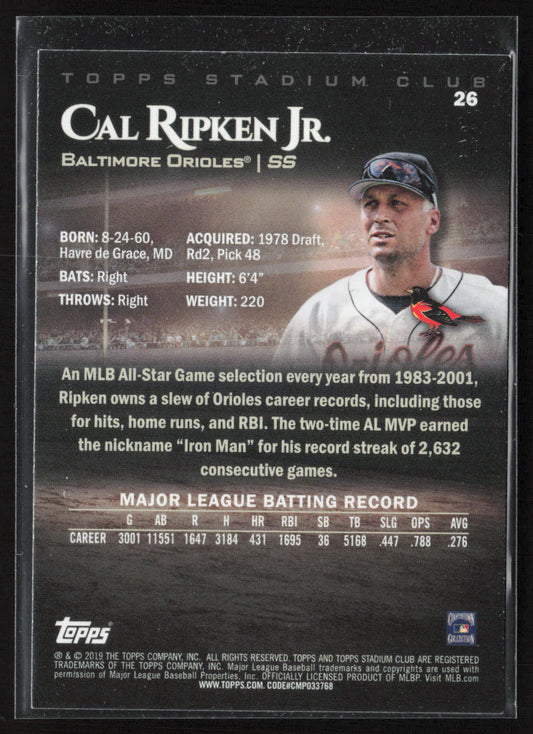 TOPPS STADIUM CLUB
26
CAL RIPKEN JR.
BALTIMORE ORIOLES® | SS
BORN: 8-24-60,
Havre de Grace, MD
ACQUIRED: 1978 Draft,
Rd2, Pick 48
BATS: Right
HEIGHT: 6'4"
THROWS: Right
WEIGHT: 220
Orioles
An MLB All-Star Game selection every year from 1983-2001,
Ripken owns a slew of Orioles career records, including those
for hits, home runs, and RBI. The two-time AL MVP earned
the nickname “Iron Man” for his record streak of 2,632
consecutive games.
MAJOR LEAGUE BATTING RECORD
G AB R H HR RBI SB TB SLG OPS AVG
CAREER 3001 11551 1647 3184 431 1695 36 5168 .447 .788 .276
Topps
COOPERSTOWN
COLLECTION
® & © 2019 THE TOPPS COMPANY, INC. ALL RIGHTS RESERVED. TOPPS AND TOPPS STADIUM CLUB ARE REGISTERED
TRADEMARKS OF THE TOPPS COMPANY, INC. Major League Baseball trademarks and copyrights are used with
permission of Major League Baseball Properties, Inc. OFFICIALLY LICENSED PRODUCT OF MLBP. Visit MLB.com
WWW.TOPPS.COM. CODE#CMP033768